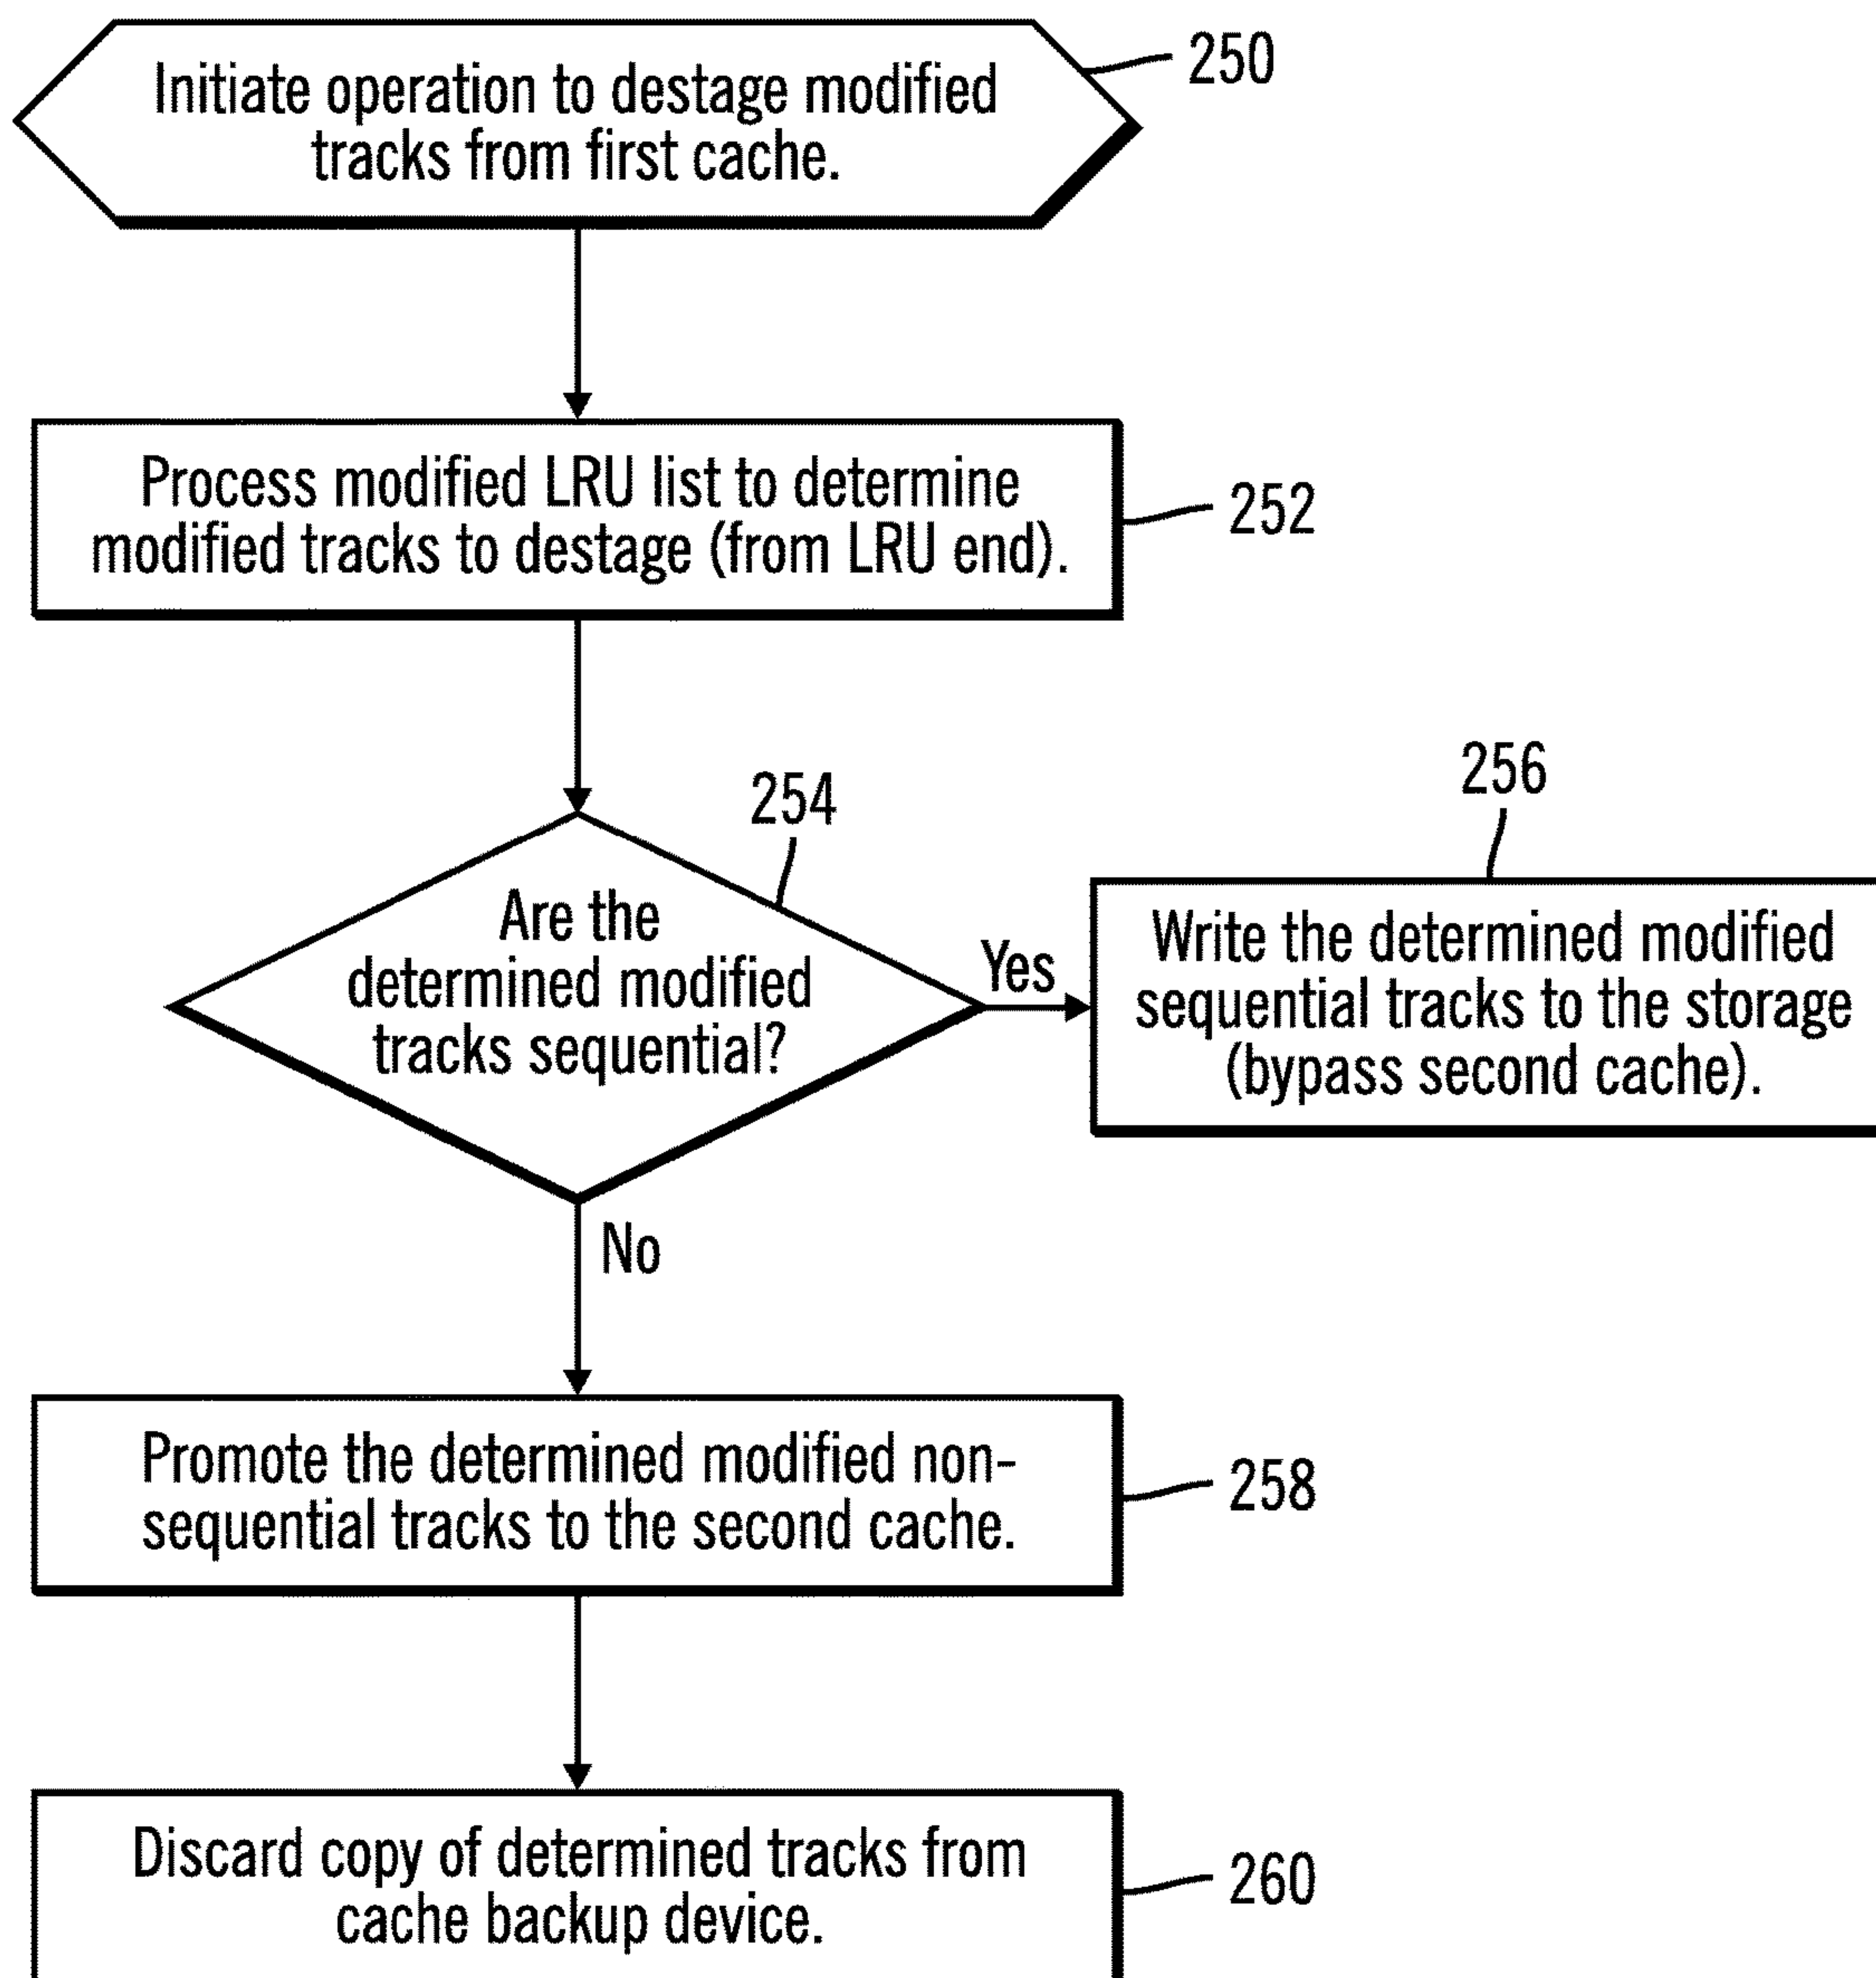 Initiate operation to destage modified
tracks from first cache.
250
Process modified LRU list to determine
modified tracks to destage (from LRU end).
252
254
Are the
determined modified
tracks sequential?
Yes
256
Write the determined modified
sequential tracks to the storage
(bypass second cache).
No
Promote the determined modified non-
sequential tracks to the second cache.
258
Discard copy of determined tracks from
cache backup device.
260